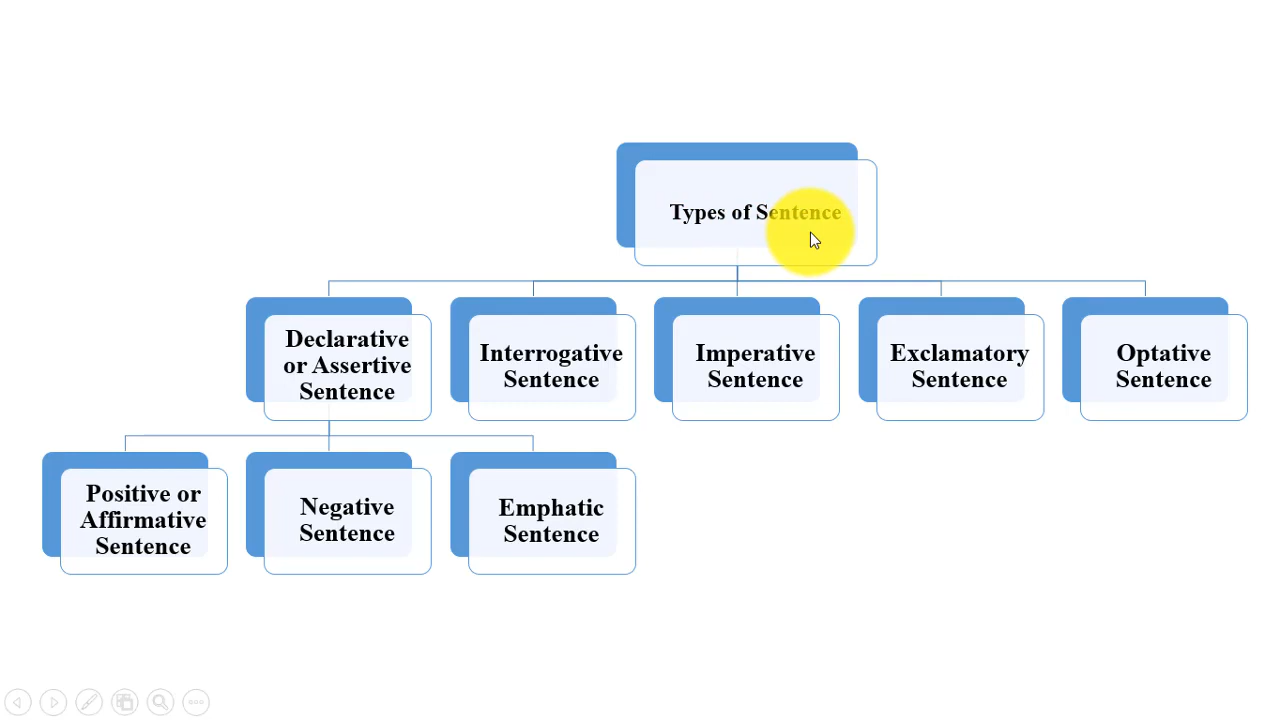 Types of Sentence
Declarative
or Assertive
Sentence
Interrogative
Sentence
Imperative
Sentence
Exclamatory
Sentence
Optative
Sentence
Positive or
Affirmative
Sentence
Negative
Sentence
Emphatic
Sentence